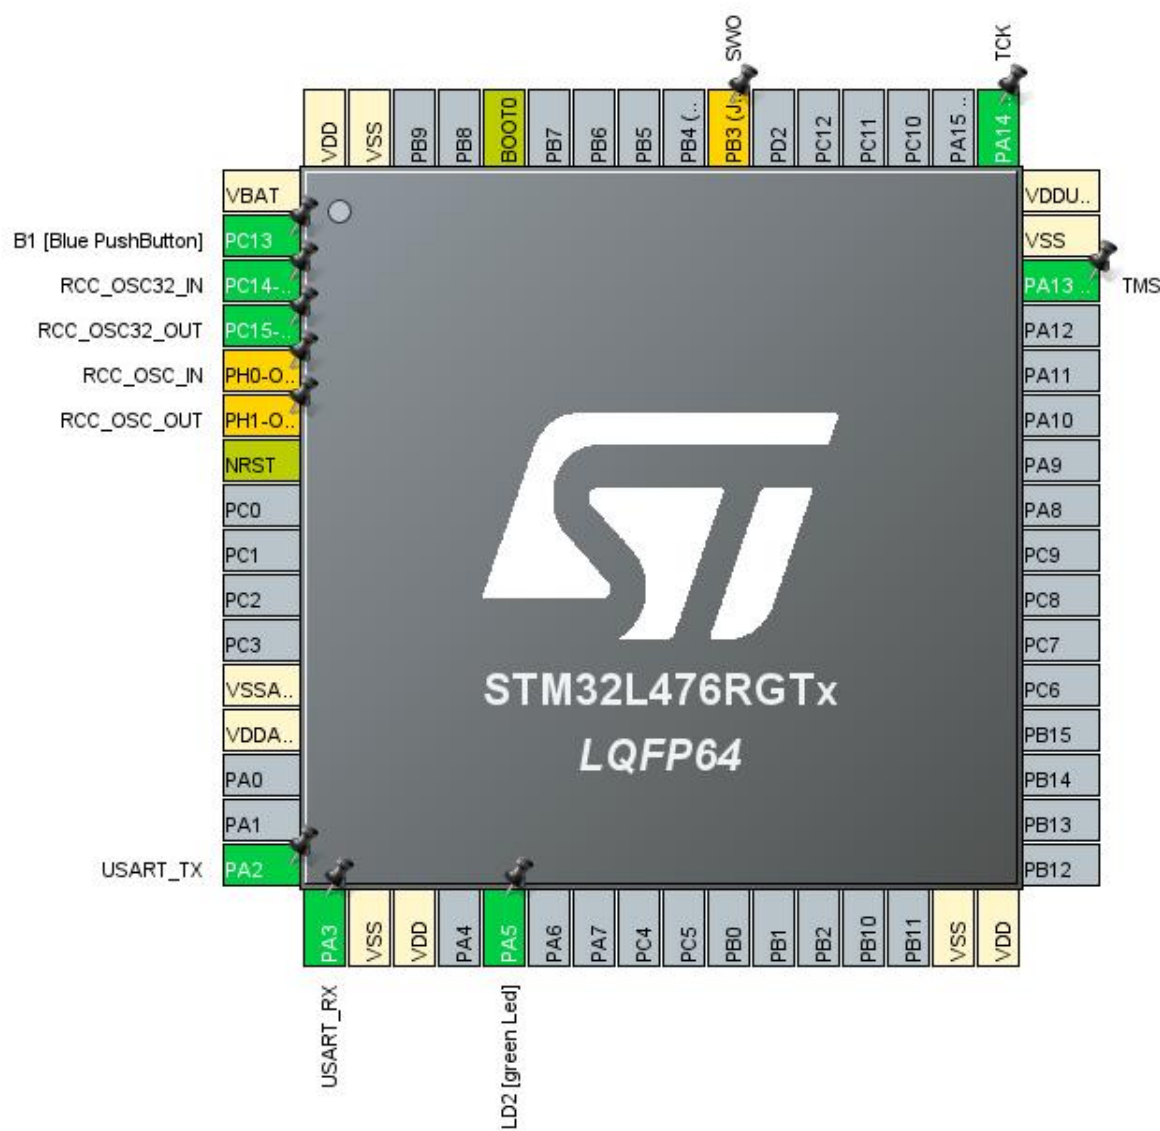 SWO
TCK
VDD
VSS
PB9
PB8
BOOT0
PB7
PB6
PB5
PB4 (..
PB3 (J..
PD2
PC12
PC11
PC10
PA15 ..
PA14 ..
VBAT
B1 [Blue PushButton]
PC13
RCC_OSC32_IN
PC14-..
RCC_OSC32_OUT
PC15-..
RCC_OSC_IN
PH0-O..
RCC_OSC_OUT
PH1-O..
NRST
PC0
PC1
PC2
PC3
VSSA..
VDDA..
PA0
PA1
USART_TX
PA2
ST
STM32L476RGTx
LQFP64
VDDU..
VSS
PA13 ..
TMS
PA12
PA11
PA10
PA9
PA8
PC9
PC8
PC7
PC6
PB15
PB14
PB13
PB12
PA3
VSS
VDD
PA4
PA5
PA6
PA7
PC4
PC5
PB0
PB1
PB2
PB10
PB11
VSS
VDD
USART_RX
LD2 [green Led]